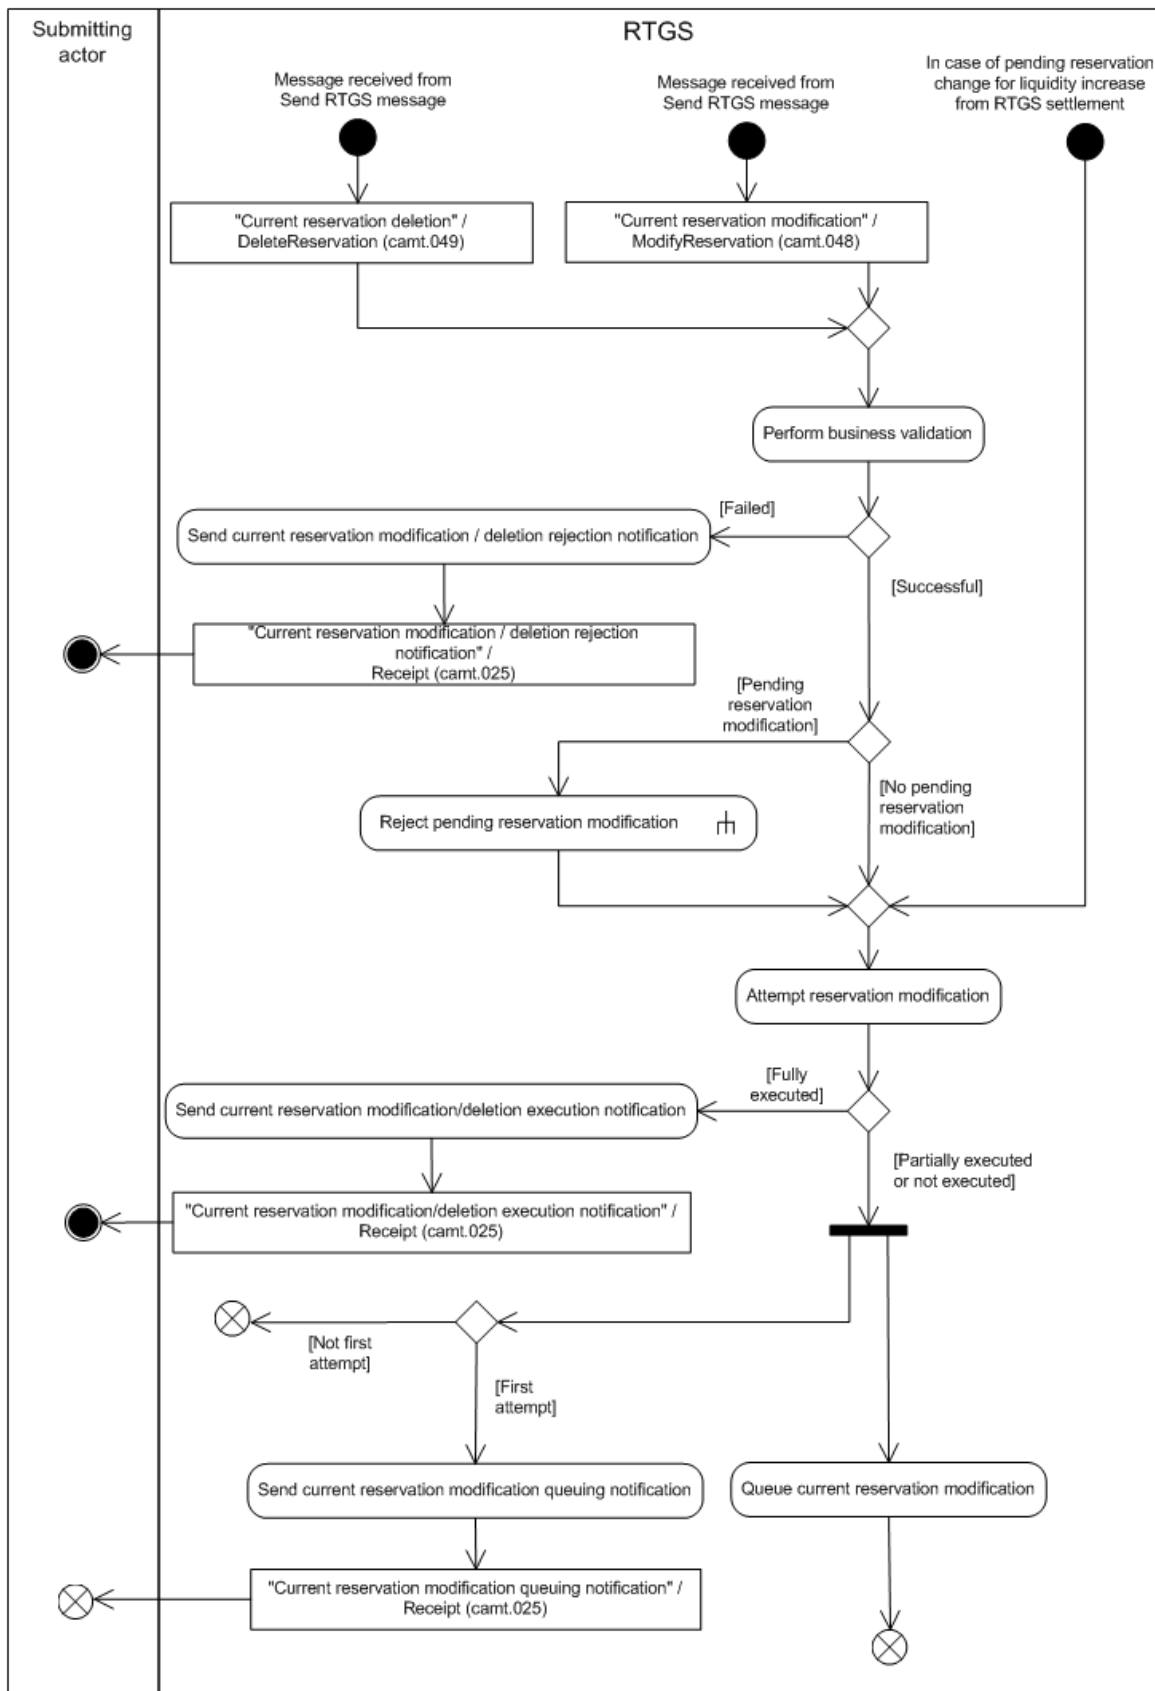 Submitting
actor
RTGS
Message received from
Send RTGS message
Message received from
Send RTGS message
In case of pending reservation
change for liquidity increase
from RTGS settlement
"Current reservation deletion" /
DeleteReservation (camt.049)
"Current reservation modification" /
ModifyReservation (camt.048)
Perform business validation
[Failed]
Send current reservation modification / deletion rejection notification
[Successful]
"Current reservation modification / deletion rejection
notification" /
Receipt (camt.025)
[Pending
reservation
modification]
[No pending
reservation
modification]
Reject pending reservation modification
Attempt reservation modification
[Fully
executed]
Send current reservation modification/deletion execution notification
[Partially executed
or not executed]
"Current reservation modification/deletion execution notification" /
Receipt (camt.025)
[Not first
attempt]
[First
attempt]
Send current reservation modification queuing notification
Queue current reservation modification
"Current reservation modification queuing notification" /
Receipt (camt.025)